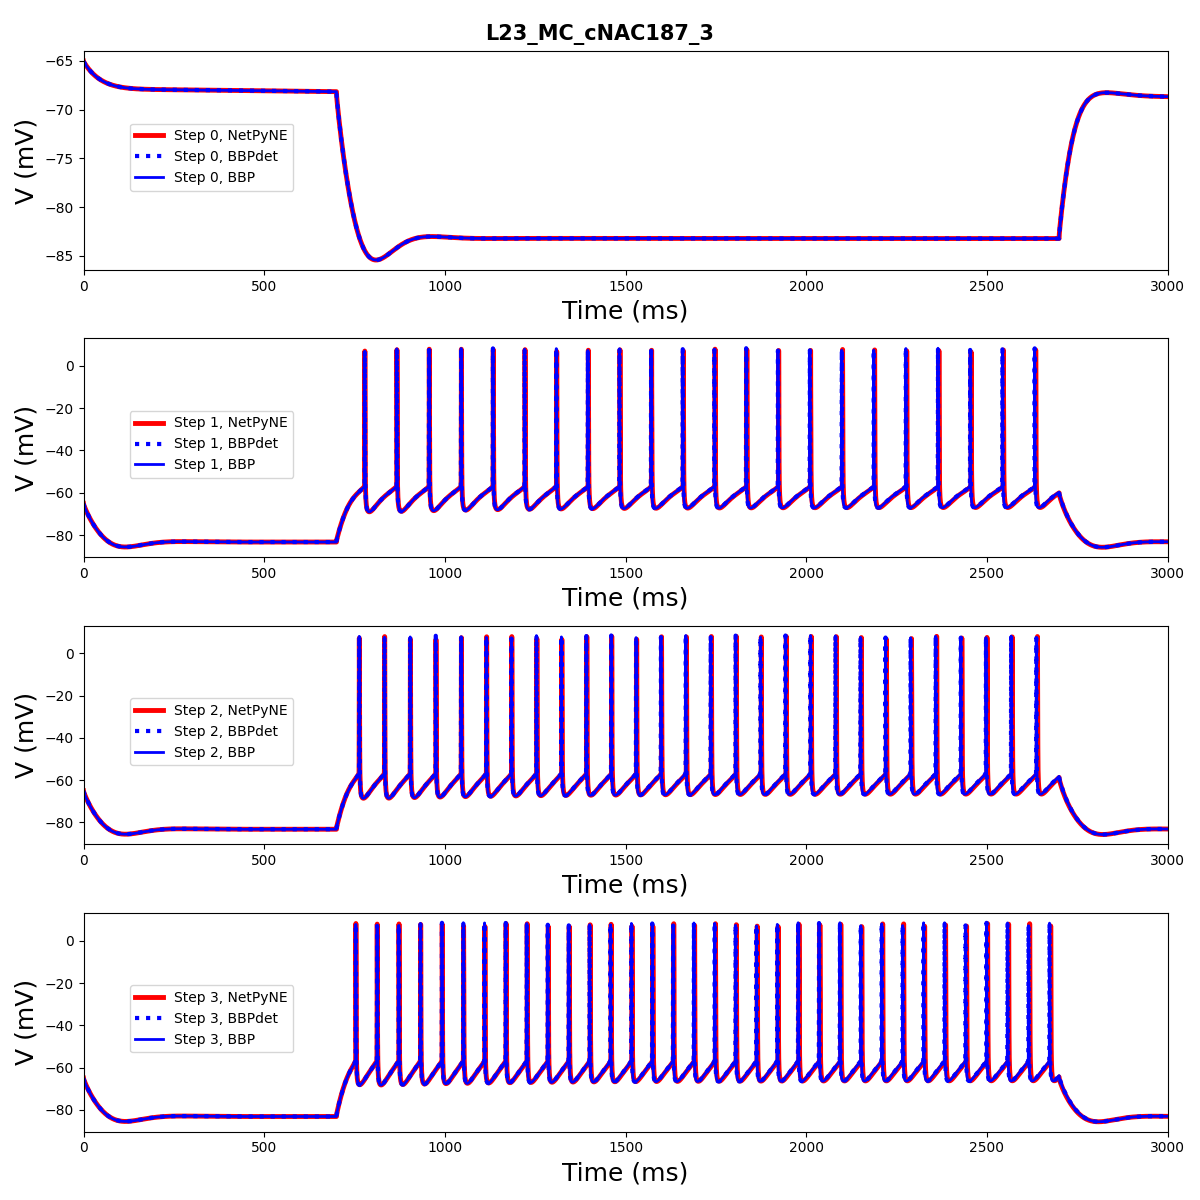 L23_MC_cNAC187_3
−65
−70
−75
−80
−85
V (mV)
Step 0, NetPyNE
Step 0, BBPdet
Step 0, BBP
0 500 1000 1500 2000 2500 3000
Time (ms)
0
−20
−40
−60
−80
V (mV)
Step 1, NetPyNE
Step 1, BBPdet
Step 1, BBP
0 500 1000 1500 2000 2500 3000
Time (ms)
0
−20
−40
−60
−80
V (mV)
Step 2, NetPyNE
Step 2, BBPdet
Step 2, BBP
0 500 1000 1500 2000 2500 3000
Time (ms)
0
−20
−40
−60
−80
V (mV)
Step 3, NetPyNE
Step 3, BBPdet
Step 3, BBP
0 500 1000 1500 2000 2500 3000
Time (ms)